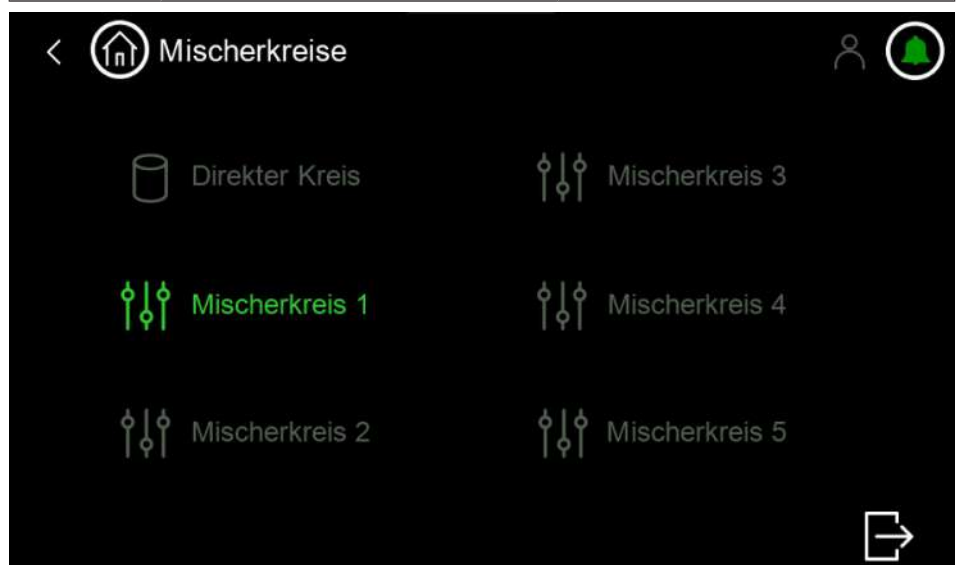 Mischerkreise
Direkter Kreis
Mischerkreis 3
Mischerkreis 1
Mischerkreis 4
Mischerkreis 2
Mischerkreis 5